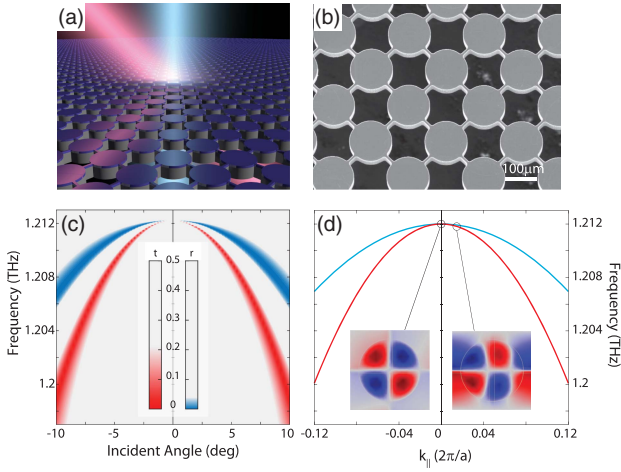 (a)
(b)
100μm
(c)
(d)
t r
0.5
0.4
0.3
0.2
0.1
0
1.212
1.208
1.204
1.2
Frequency (THz)
-10 -5 0 5 10
Incident Angle (deg)
1.212
1.208
1.204
1.2
Frequency (THz)
-0.12 -0.04 0.04 0.12
k|| (2π/a)